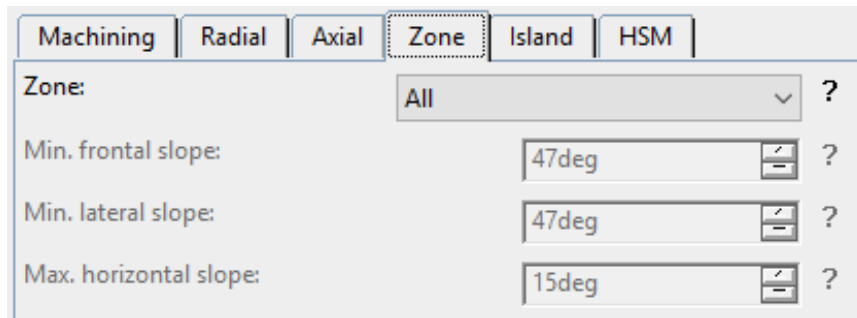 Machining Radial Axial Zone Island HSM
Zone: All ?
Min. frontal slope: 47deg ?
Min. lateral slope: 47deg ?
Max. horizontal slope: 15deg ?